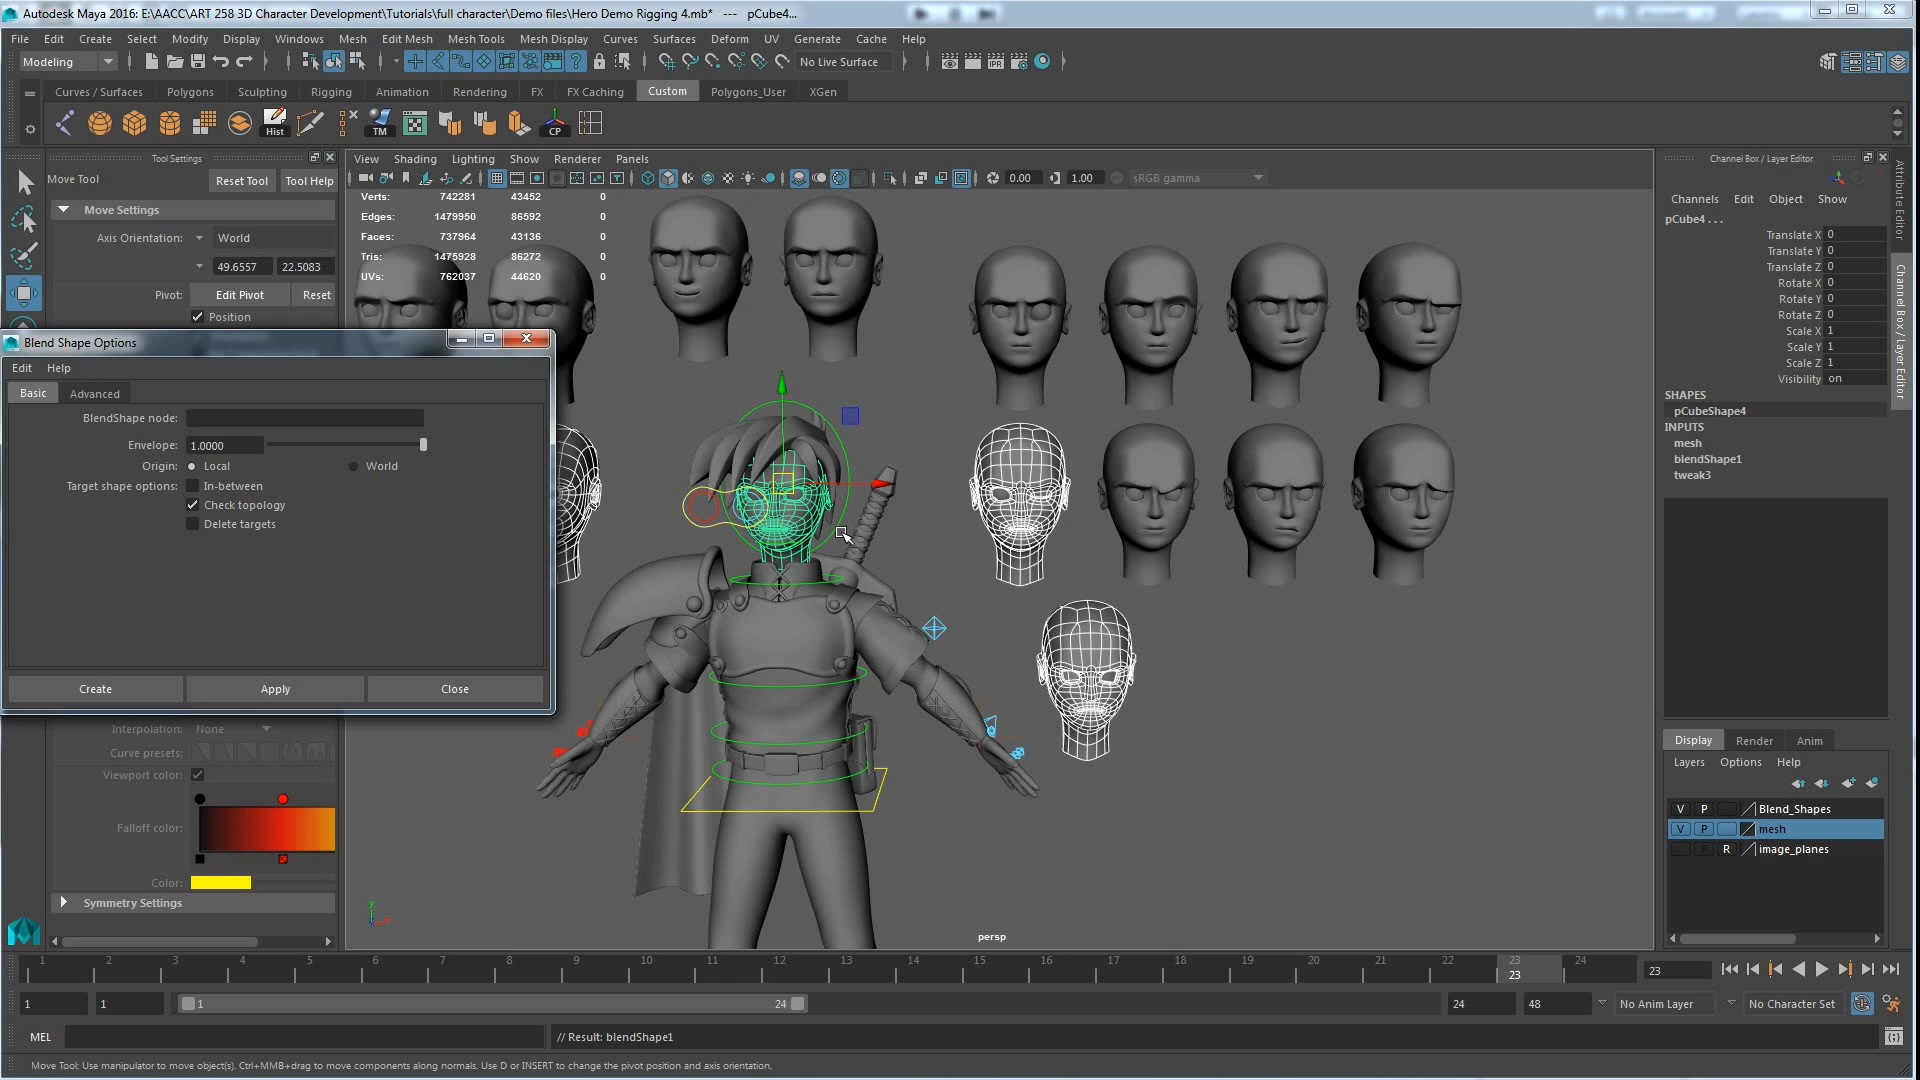 Autodesk Maya 2016: E:\AACC\ART 258 3D Character Development\Tutorials\full character\Demo files\Hero Demo Rigging 4.mb*   ---   pCube4...
File Edit Create Select Modify Display Windows Mesh Edit Mesh Mesh Tools Mesh Display Curves Surfaces Deform UV Generate Cache Help
Modeling
No Live Surface
IPR
Curves / Surfaces Polygons Sculpting Rigging Animation Rendering FX FX Caching Custom Polygons_User XGen
Hist TM CP
Tool Settings
Move Tool Reset Tool Tool Help
Move Settings
Axis Orientation: World
49.6557 22.5083
Pivot: Edit Pivot Reset
Position
View Shading Lighting Show Renderer Panels
0.00 1.00 sRGB gamma
Verts: 742281 43452 0
Edges: 1479950 86592 0
Faces: 737964 43136 0
Tris: 1475928 86272 0
UVs: 762037 44620 0
Blend Shape Options
Edit Help
Basic Advanced
BlendShape node:
Envelope: 1.0000
Origin: Local World
Target shape options: In-between
Check topology
Delete targets
Create Apply Close
Interpolation: None
Curve presets:
Viewport color:
Falloff color:
Color:
Symmetry Settings
persp
Channel Box / Layer Editor
Channels Edit Object Show
pCube4 . . .
Translate X 0
Translate Y 0
Translate Z 0
Rotate X 0
Rotate Y 0
Rotate Z 0
Scale X 1
Scale Y 1
Scale Z 1
Visibility on
SHAPES
pCubeShape4
INPUTS
mesh
blendShape1
tweak3
Attribute Editor
Channel Box / Layer Editor
Display Render Anim
Layers Options Help
V P Blend_Shapes
V P mesh
P R image_planes
1 2 3 4 5 6 7 8 9 10 11 12 13 14 15 16 17 18 19 20 21 22 23 24
23
23
1 1 1 24 24 48 No Anim Layer No Character Set
MEL // Result: blendShape1
Move Tool: Use manipulator to move object(s). Ctrl+MMB+drag to move components along normals. Use D or INSERT to change the pivot position and axis orientation.